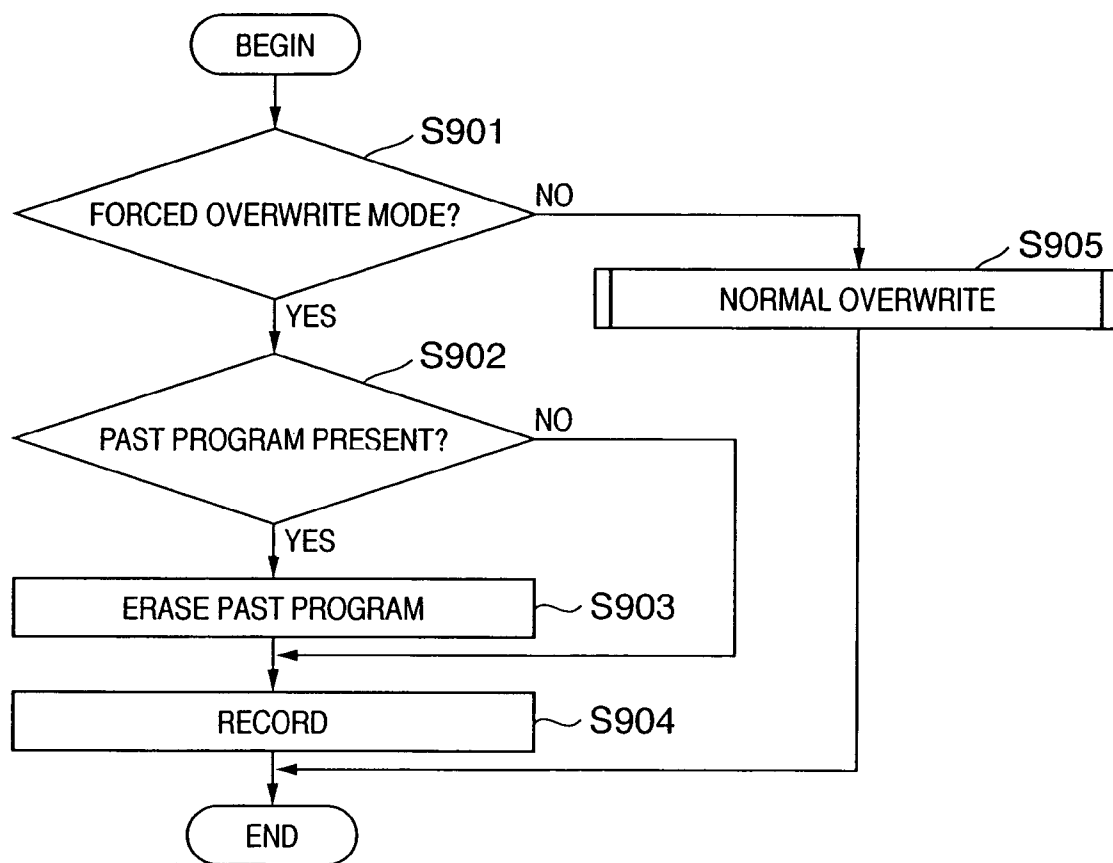 BEGIN
S901
FORCED OVERWRITE MODE?
NO
S905
NORMAL OVERWRITE
YES
S902
PAST PROGRAM PRESENT?
NO
YES
ERASE PAST PROGRAM
S903
RECORD
S904
END